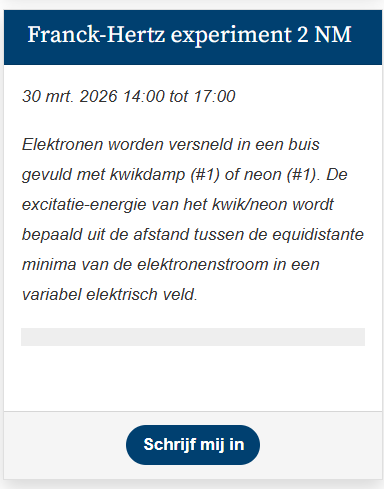 Franck-Hertz experiment 2 NM
30 mrt. 2026 14:00 tot 17:00
Elektronen worden versneld in een buis
gevuld met kwikdamp (#1) of neon (#1). De
excitatie-energie van het kwik/neon wordt
bepaald uit de afstand tussen de equidistante
minima van de elektronenstroom in een
variabel elektrisch veld.
Schrijf mij in